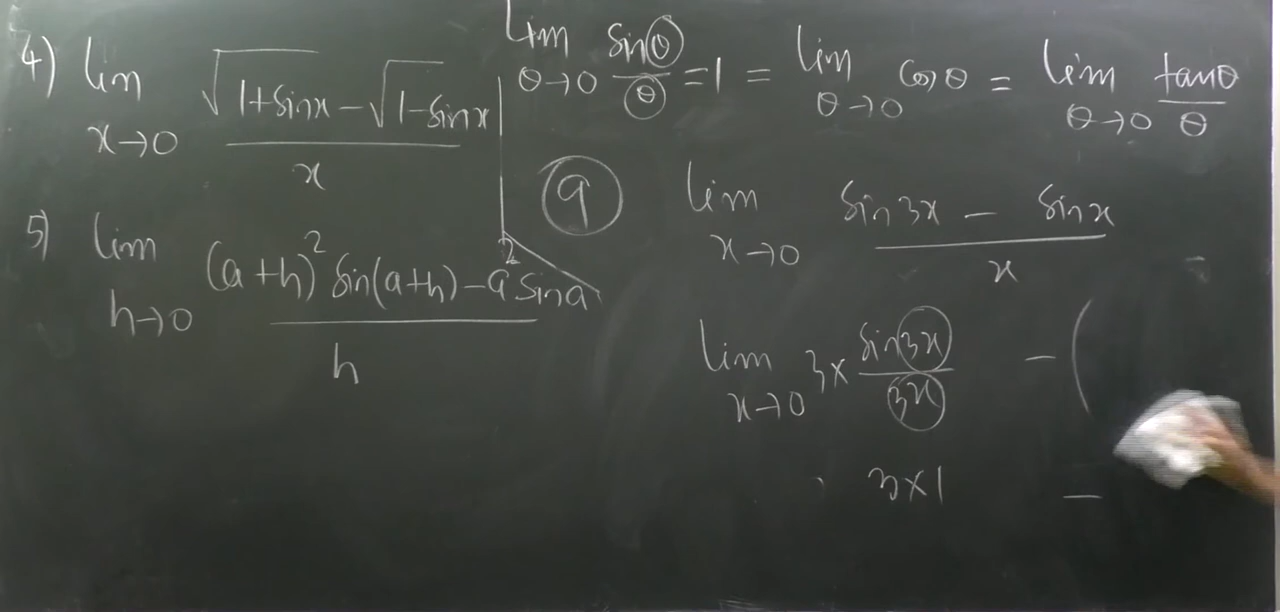 4) lim x→0 √1+sinx − √1−sinx / x
5) lim h→0 (a+h)² sin(a+h) − a² sina / h
lim θ→0 sinθ/θ = 1 = lim θ→0 Cosθ = lim θ→0 tanθ/θ
9
lim x→0 sin3x − sinx / x
lim x→0 3× sin3x/3x − (
3×1 −